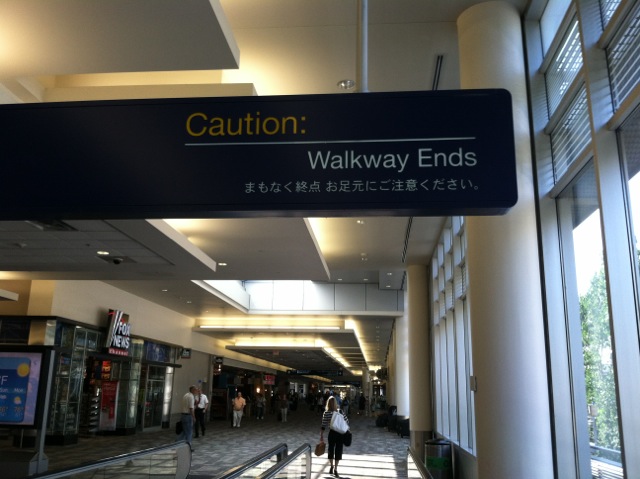 Caution:
Walkway Ends
まもなく終点 お足元にご注意ください。
FOX
NEWS